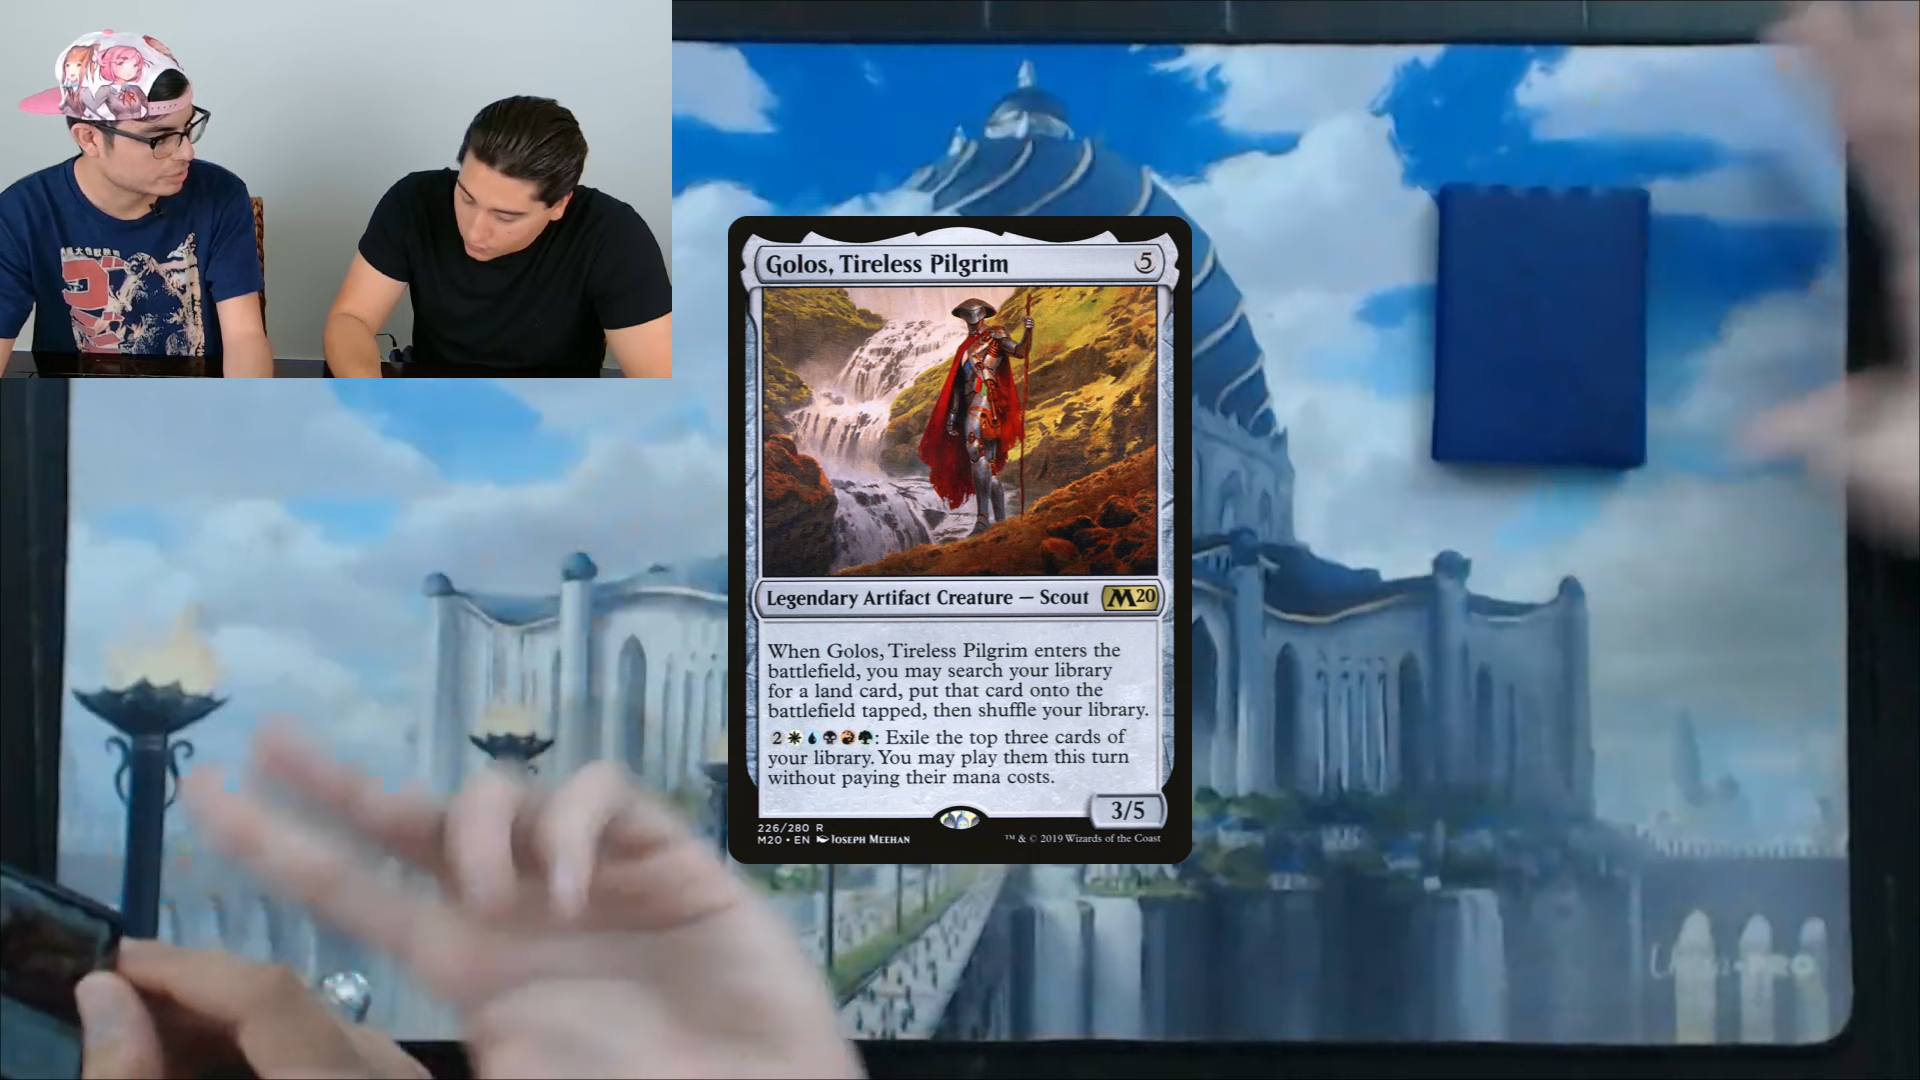 Golos, Tireless Pilgrim 5
Legendary Artifact Creature — Scout M20
When Golos, Tireless Pilgrim enters the
battlefield, you may search your library
for a land card, put that card onto the
battlefield tapped, then shuffle your library.
2: Exile the top three cards of
your library. You may play them this turn
without paying their mana costs.
3/5
226/280 R
M20 • EN Joseph Meehan
™ & © 2019 Wizards of the Coast
Ultra•PRO